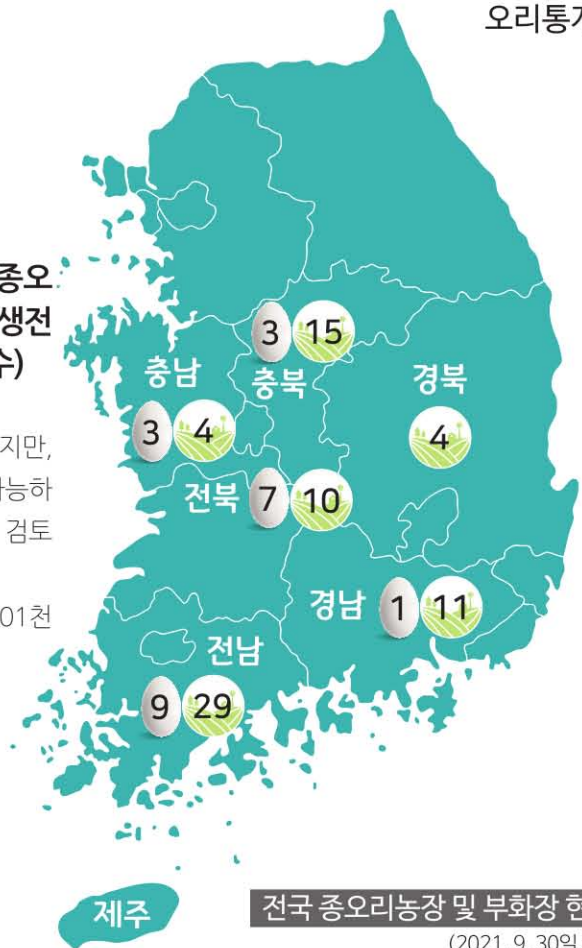 오리통계
종오
생전
수)
지만,
가능하
검토
01천
3 15
충남 충북 경북
3 4
4
전북 7 10
경남 1 11
전남
9 29
제주
전국 종오리농장 및 부화장 현
(2021. 9. 30일